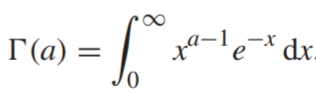 Γ(a) = ∫₀^∞ x^{a−1} e^{−x} dx.